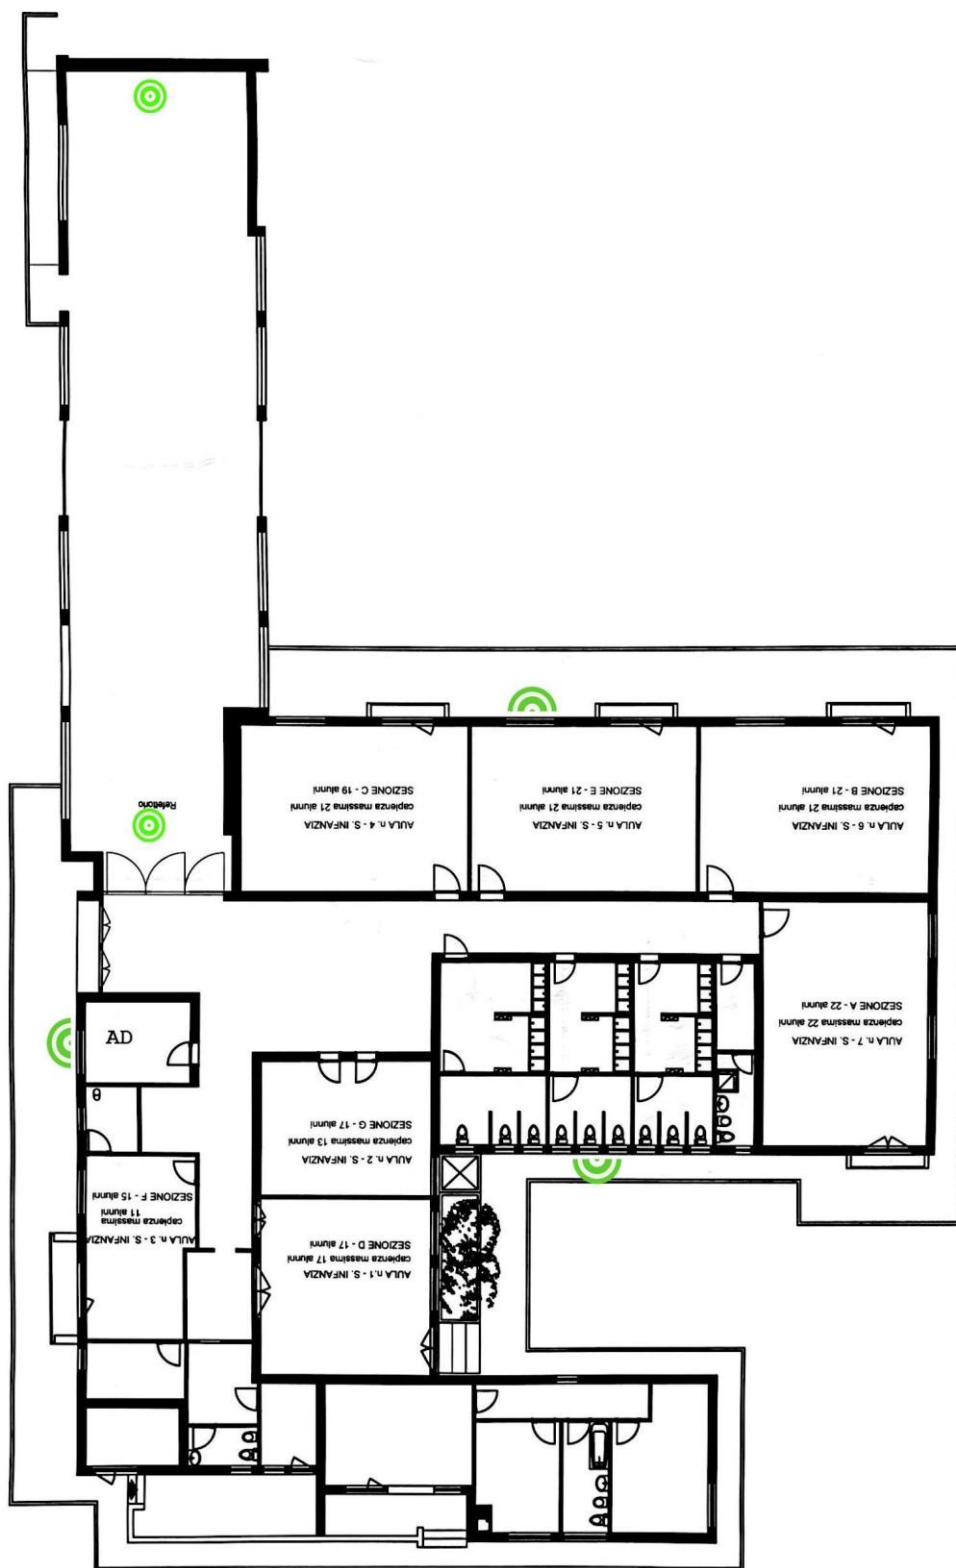 Refettorio
AULA n. 4 - S. INFANZIA
capienza massima 21 alunni
SEZIONE C - 19 alunni
AULA n. 5 - S. INFANZIA
capienza massima 21 alunni
SEZIONE E - 21 alunni
AULA n. 6 - S. INFANZIA
capienza massima 21 alunni
SEZIONE B - 21 alunni
AULA n. 7 - S. INFANZIA
capienza massima 22 alunni
SEZIONE A - 22 alunni
AD
AULA n. 2 - S. INFANZIA
capienza massima 13 alunni
SEZIONE G - 17 alunni
AULA n. 3 - S. INFANZIA
capienza massima
11 alunni
SEZIONE F - 15 alunni
AULA n.1 - S. INFANZIA
capienza massima 17 alunni
SEZIONE D - 17 alunni